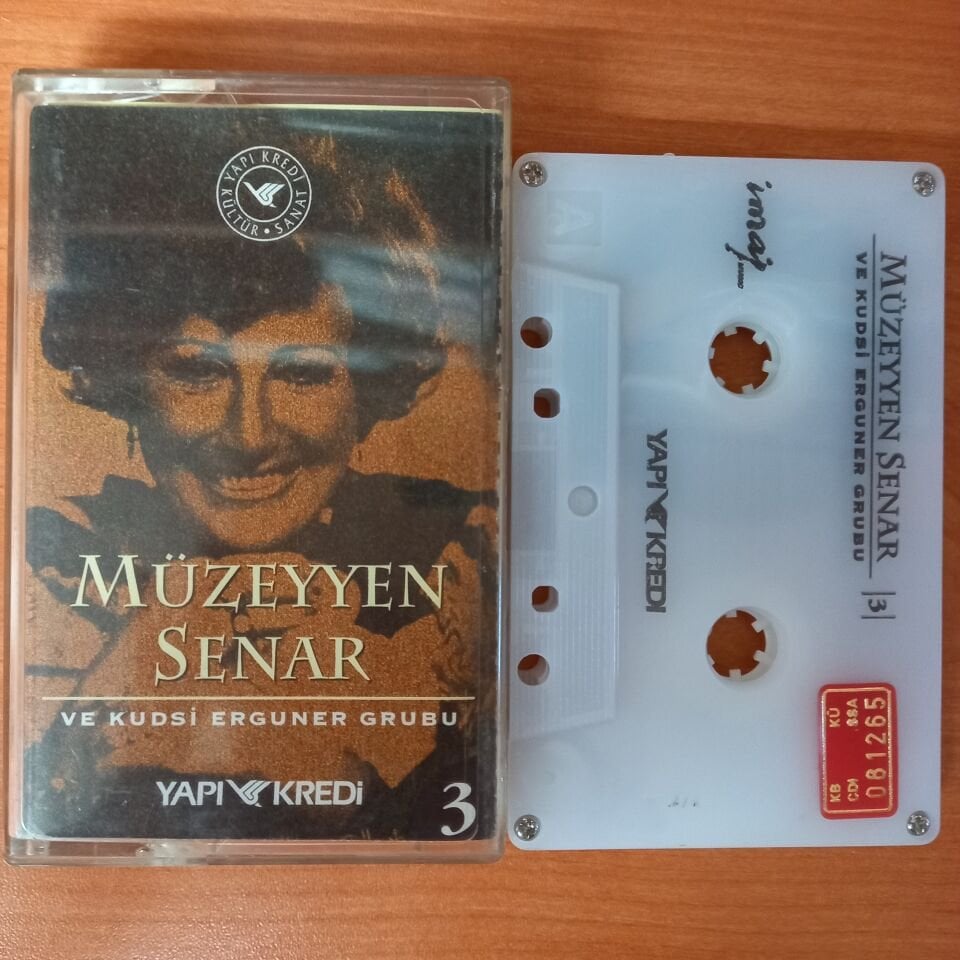 YAPI KREDİ
KÜLTÜR • SANAT
MÜZEYYEN
SENAR
VE KUDSİ ERGUNER GRUBU
YAPI KREDİ
3
imaj
MÜZEYYEN SENAR
VE KUDSİ ERGUNER GRUBU
3
YAPI KREDİ
A
KB KÜ
CDI SSA
081265